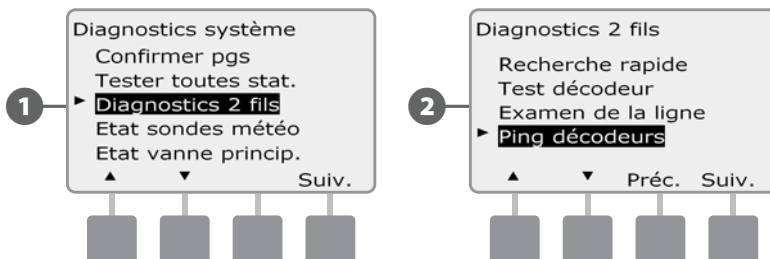 1
Diagnostics système
Confirmer pgs
Tester toutes stat.
► Diagnostics 2 fils
Etat sondes météo
Etat vanne princip.
▲ ▼ Suiv.
2
Diagnostics 2 fils
Recherche rapide
Test décodeur
Examen de la ligne
► Ping décodeurs
▲ ▼ Préc. Suiv.